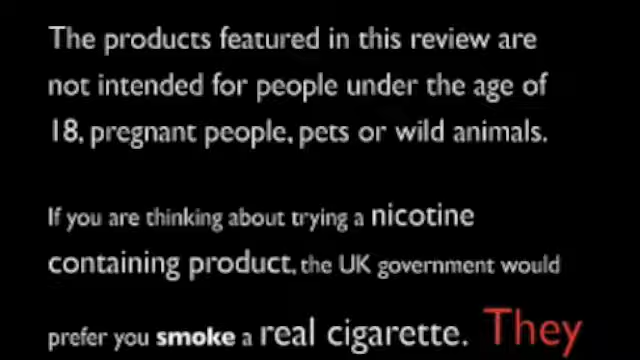 The products featured in this review are
not intended for people under the age of
18, pregnant people, pets or wild animals.
If you are thinking about trying a nicotine
containing product, the UK government would
prefer you smoke a real cigarette. They